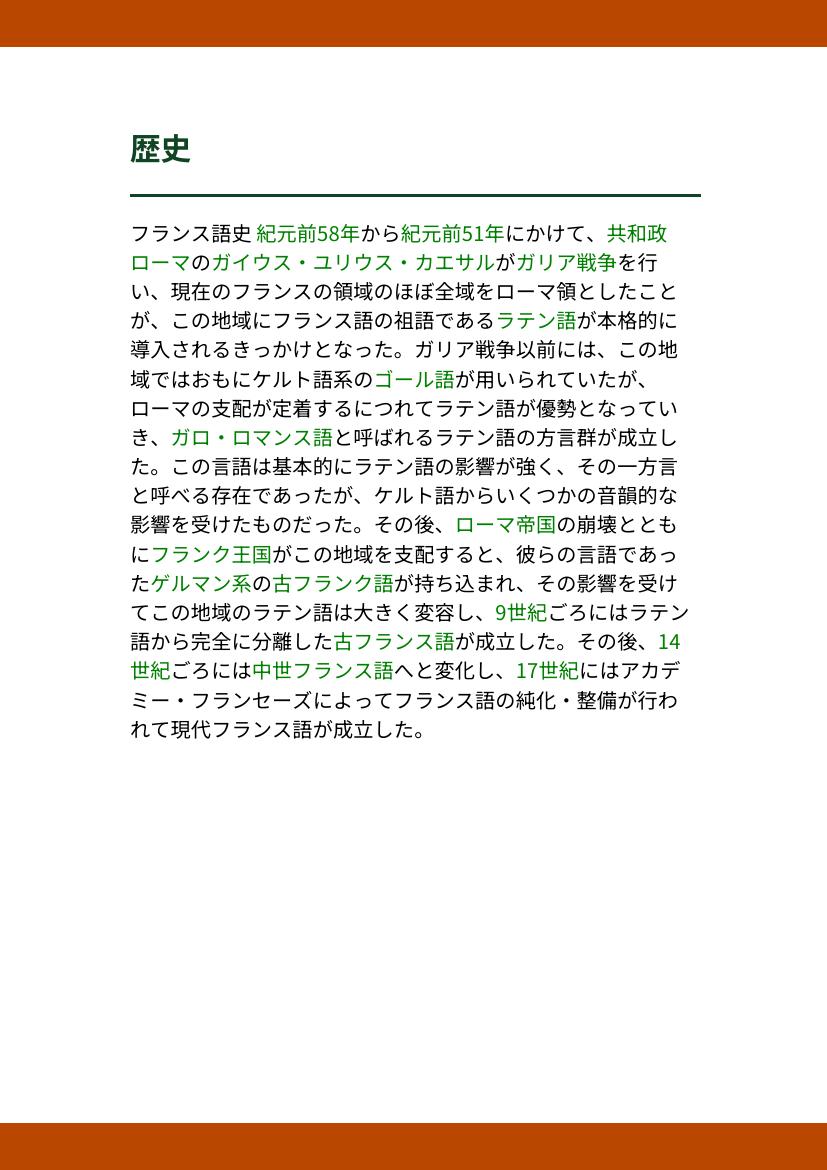 歴史
フランス語史 紀元前58年から紀元前51年にかけて、共和政
ローマのガイウス・ユリウス・カエサルがガリア戦争を行
い、現在のフランスの領域のほぼ全域をローマ領としたこと
が、この地域にフランス語の祖語であるラテン語が本格的に
導入されるきっかけとなった。ガリア戦争以前には、この地
域ではおもにケルト語系のゴール語が用いられていたが、
ローマの支配が定着するにつれてラテン語が優勢となってい
き、ガロ・ロマンス語と呼ばれるラテン語の方言群が成立し
た。この言語は基本的にラテン語の影響が強く、その一方言
と呼べる存在であったが、ケルト語からいくつかの音韻的な
影響を受けたものだった。その後、ローマ帝国の崩壊ととも
にフランク王国がこの地域を支配すると、彼らの言語であっ
たゲルマン系の古フランク語が持ち込まれ、その影響を受け
てこの地域のラテン語は大きく変容し、9世紀ごろにはラテン
語から完全に分離した古フランス語が成立した。その後、14
世紀ごろには中世フランス語へと変化し、17世紀にはアカデ
ミー・フランセーズによってフランス語の純化・整備が行わ
れて現代フランス語が成立した。